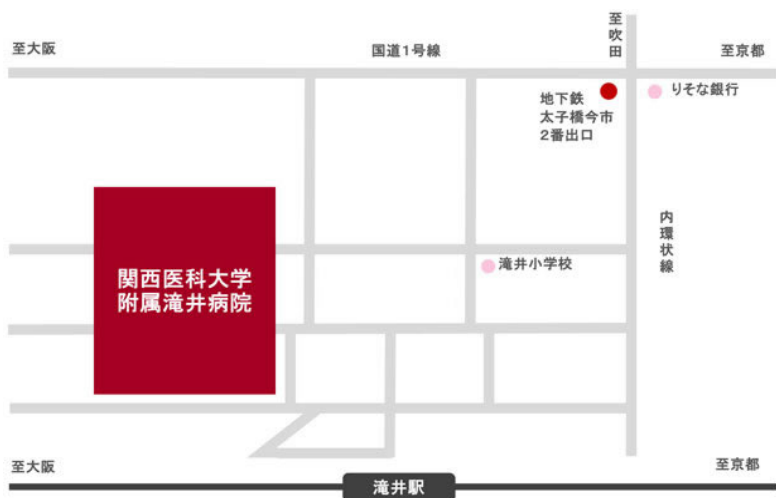 至吹田
至大阪
国道1号線
至京都
地下鉄
太子橋今市
2番出口
りそな銀行
内環状線
滝井小学校
関西医科大学
附属滝井病院
至大阪
至京都
滝井駅